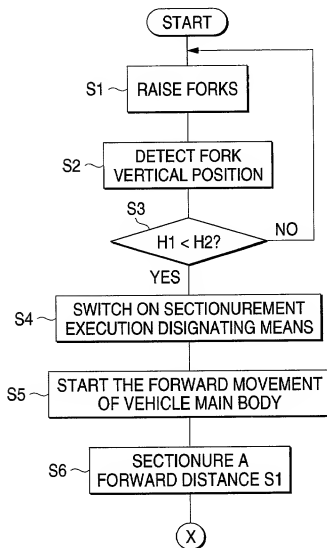 START
S1 RAISE FORKS
S2 DETECT FORK
VERTICAL POSITION
S3
H1 < H2? NO
YES
S4 SWITCH ON SECTIONUREMENT
EXECUTION DISIGNATING MEANS
S5 START THE FORWARD MOVEMENT
OF VEHICLE MAIN BODY
S6 SECTIONURE A
FORWARD DISTANCE S1
X